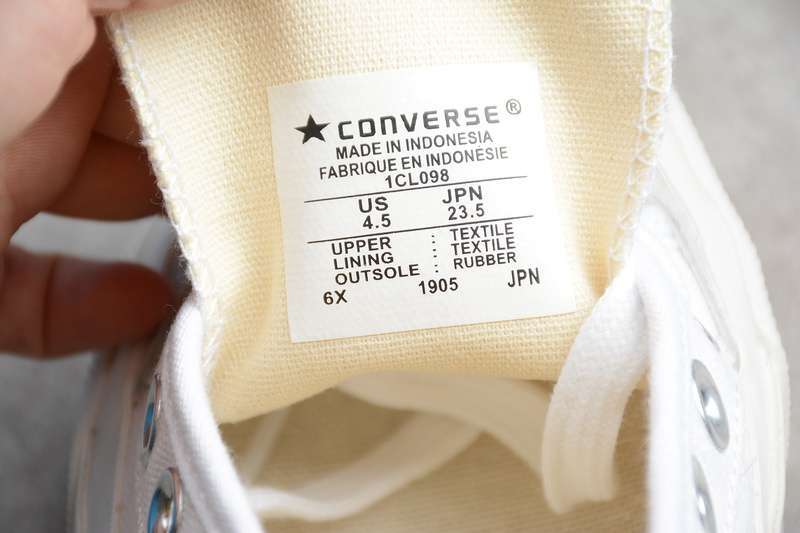 ★ CONVERSE®
MADE IN INDONESIA
FABRIQUE EN INDONÉSIE
1CL098
US JPN
4.5 23.5
UPPER : TEXTILE
LINING : TEXTILE
OUTSOLE : RUBBER
6X 1905 JPN